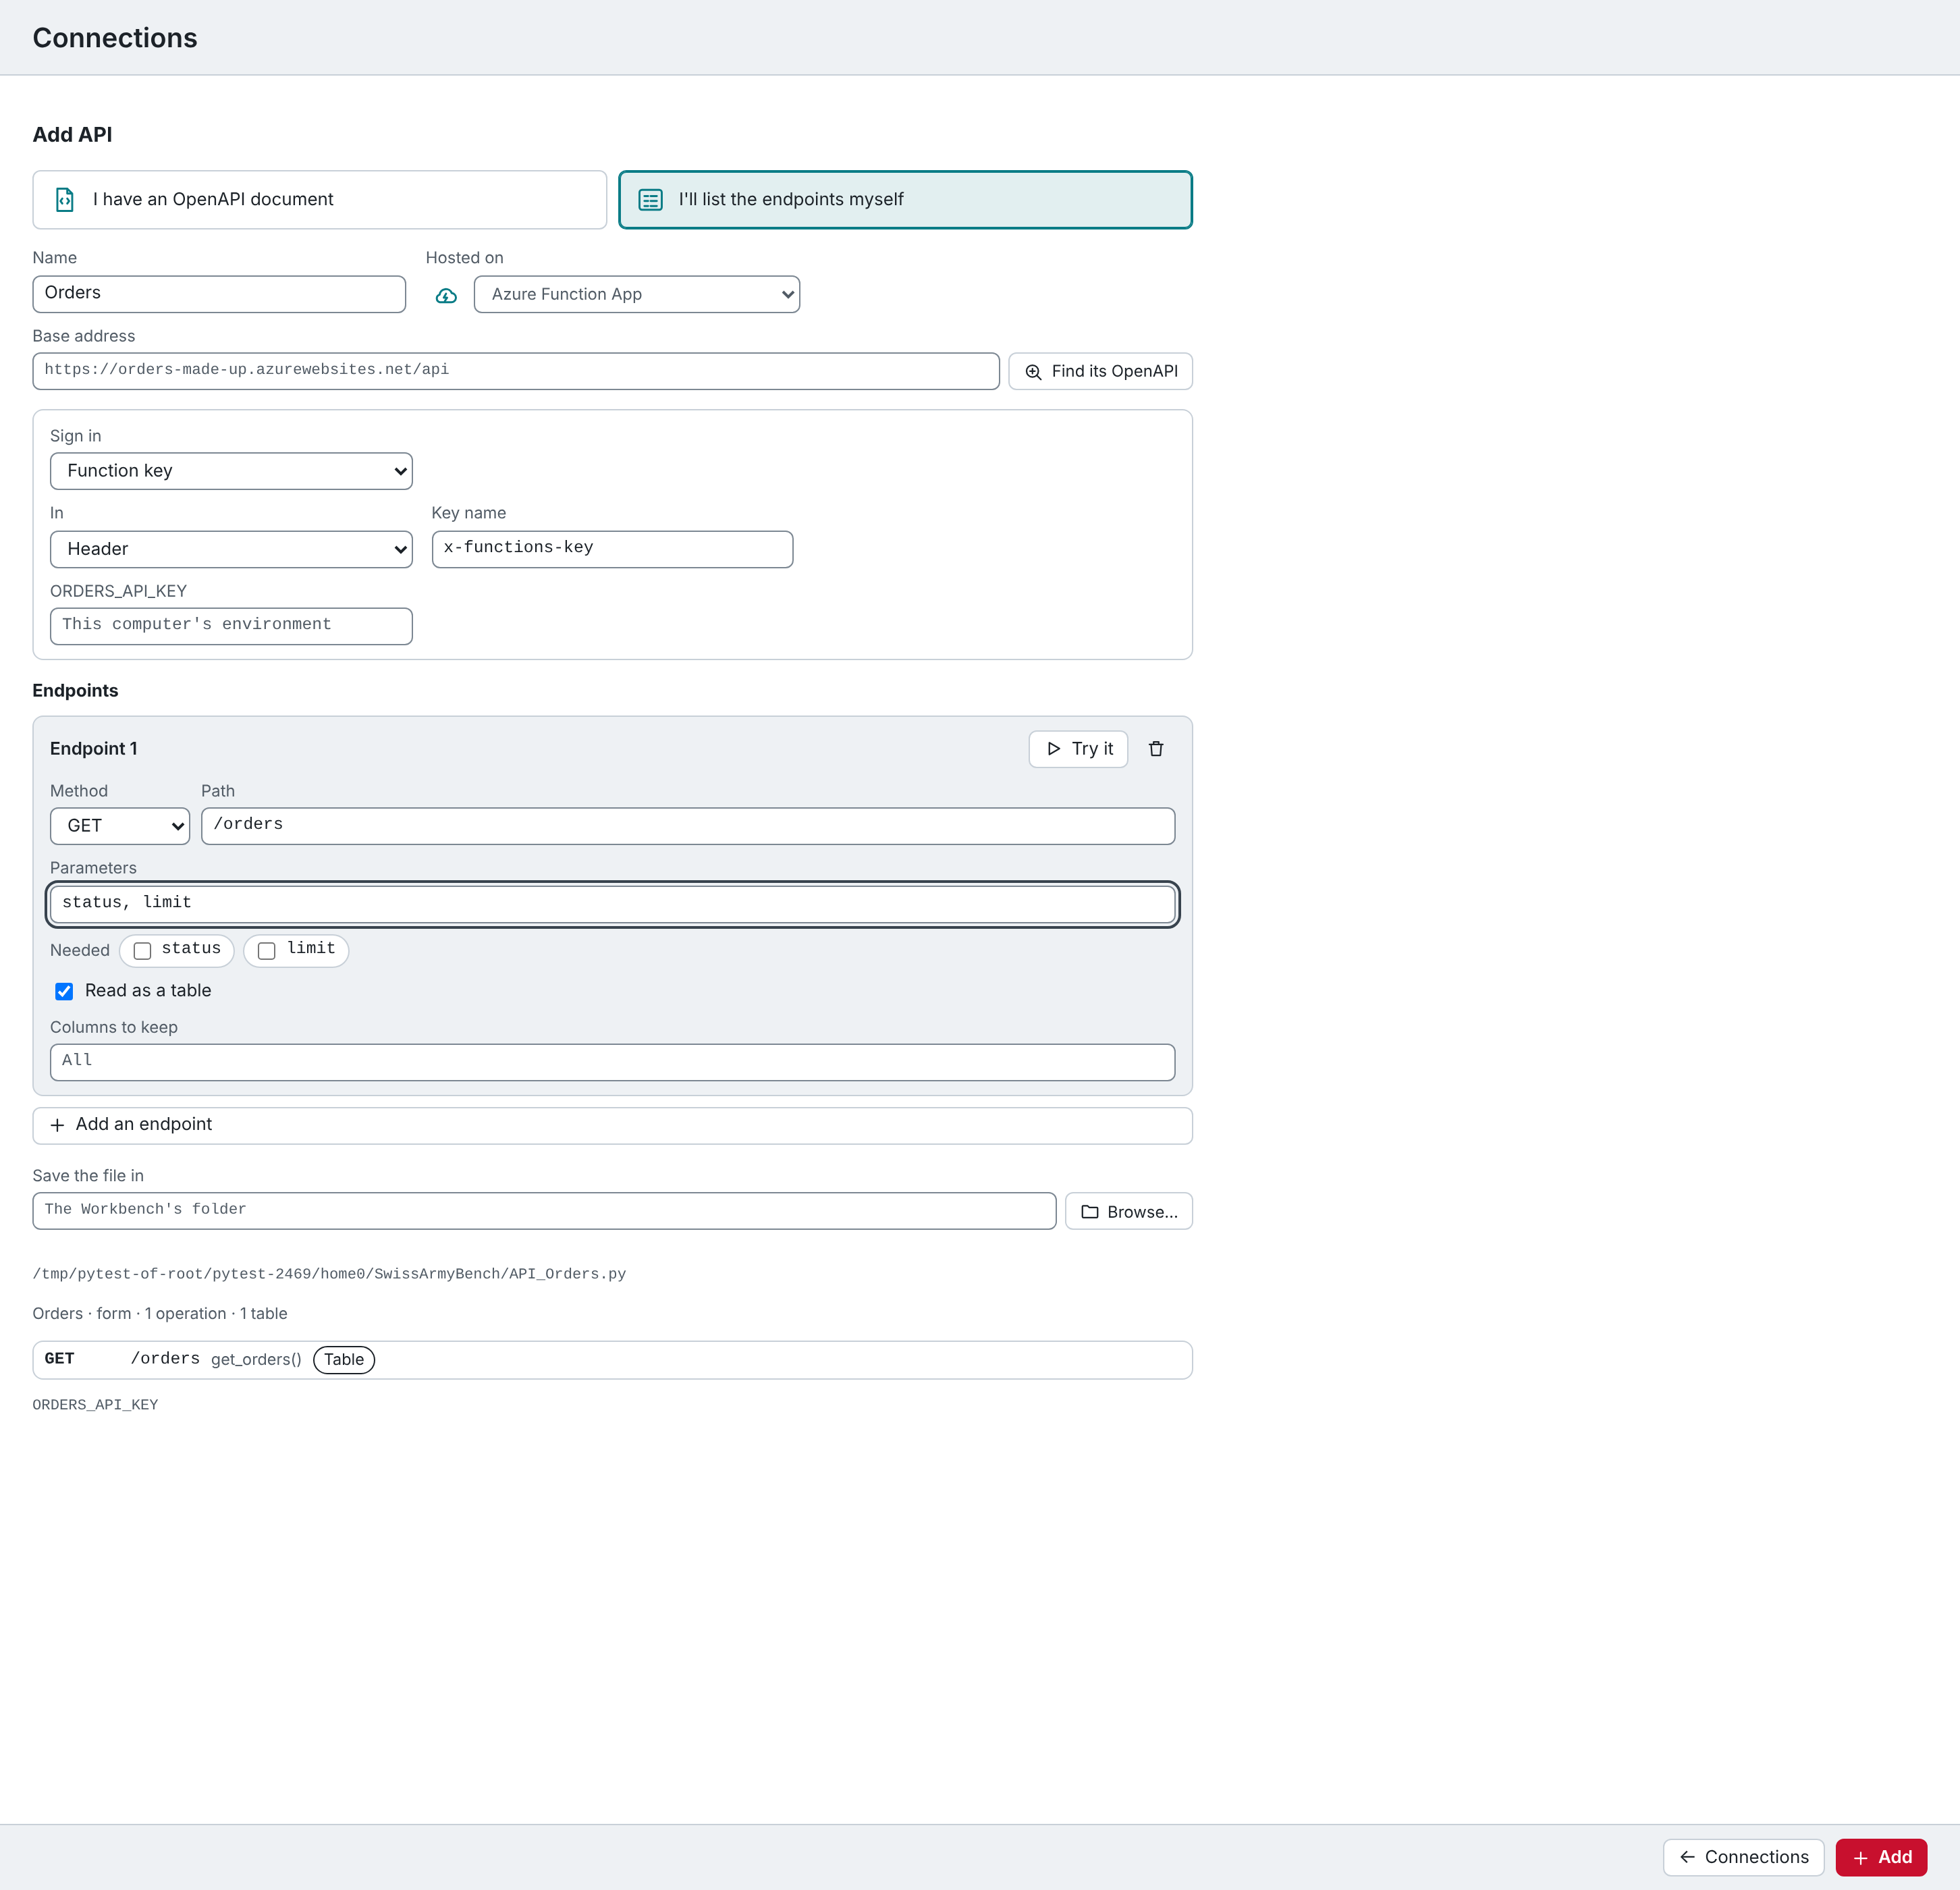 Connections
Add API
I have an OpenAPI document
I'll list the endpoints myself
Name
Hosted on
Orders
Azure Function App
Base address
https://orders-made-up.azurewebsites.net/api
Find its OpenAPI
Sign in
Function key
In
Key name
Header
x-functions-key
ORDERS_API_KEY
This computer's environment
Endpoints
Endpoint 1
Try it
Method
Path
GET
/orders
Parameters
status, limit
Needed
status
limit
Read as a table
Columns to keep
All
Add an endpoint
Save the file in
The Workbench's folder
Browse...
/tmp/pytest-of-root/pytest-2469/home0/SwissArmyBench/API_Orders.py
Orders · form · 1 operation · 1 table
GET /orders get_orders() Table
ORDERS_API_KEY
Connections
Add